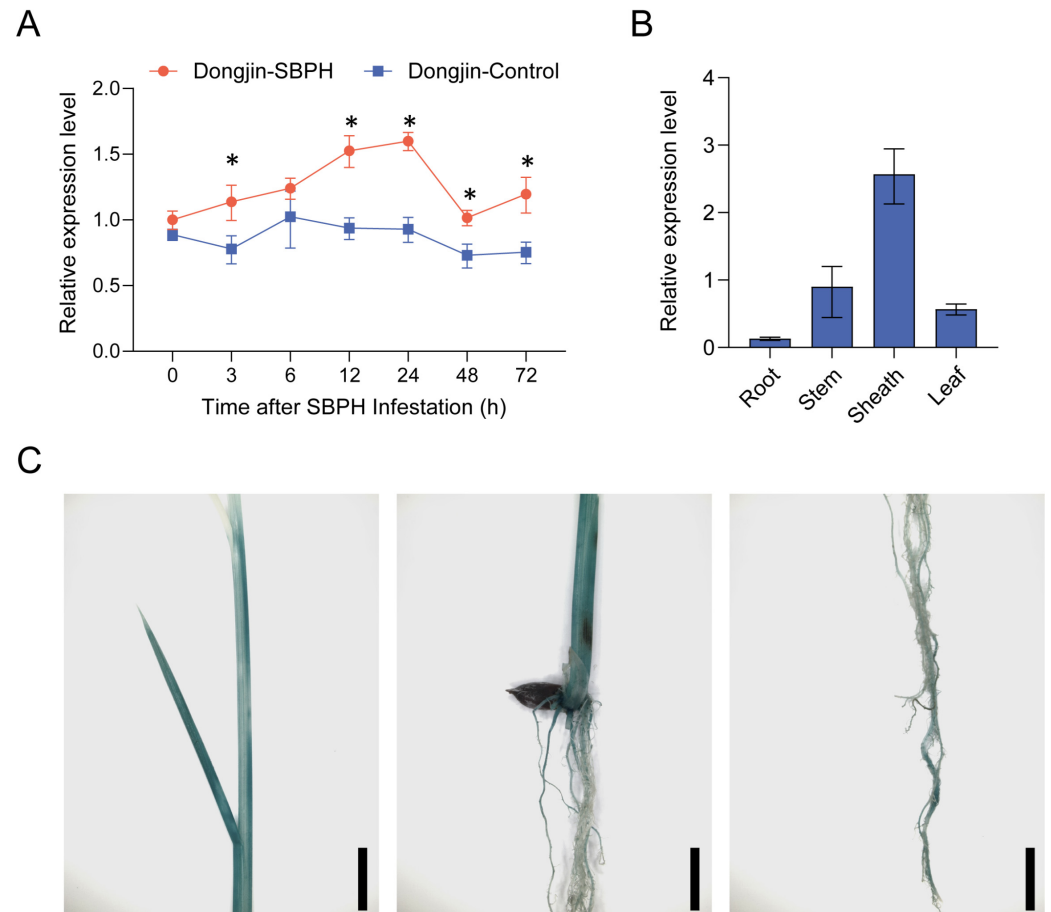 A
Dongjin-SBPH Dongjin-Control
Relative expression level
2.0
1.5
1.0
0.5
0.0
* * * * *
0 3 6 12 24 48 72
Time after SBPH Infestation (h)
B
Relative expression level
4
3
2
1
0
Root Stem Sheath Leaf
C